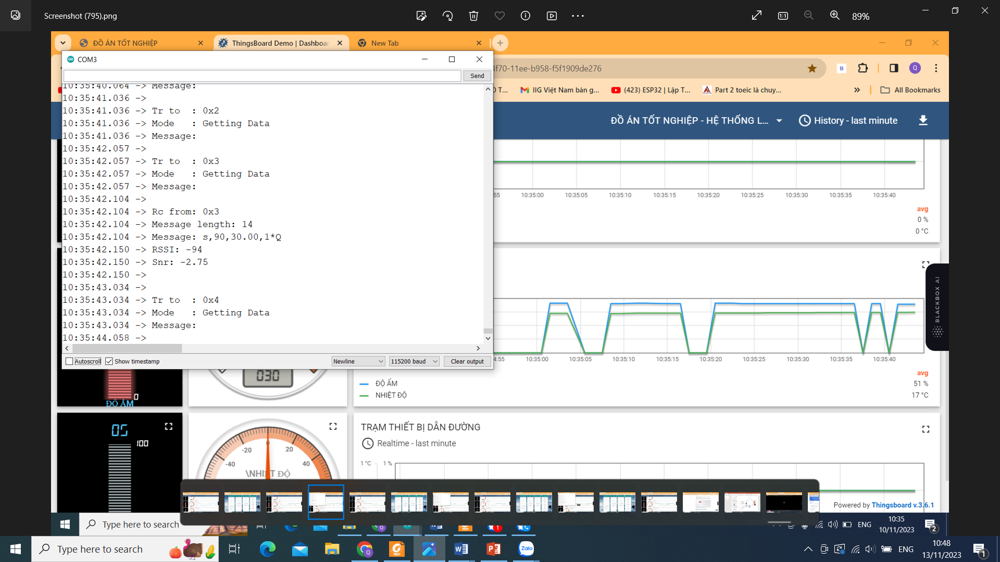 Screenshot (795).png
89%
ĐỒ ÁN TỐT NGHIỆP
ThingsBoard Demo | Dashboar
New Tab
COM3
4f70-11ee-b958-f5f1909de276
Send
0 T...
IIG Việt Nam bản g...
(423) ESP32 | Lập T...
Part 2 toeic là chuy...
All Bookmarks
ĐỒ ÁN TỐT NGHIỆP - HỆ THỐNG L...
History - last minute
10:35:40.064 -> Message:
10:35:41.036 ->
10:35:41.036 -> Tr to  : 0x2
10:35:41.036 -> Mode   : Getting Data
10:35:41.036 -> Message:
10:35:42.057 ->
10:35:42.057 -> Tr to  : 0x3
10:35:42.057 -> Mode   : Getting Data
10:35:42.057 -> Message:
10:35:42.104 ->
10:35:42.104 -> Rc from: 0x3
10:35:42.104 -> Message length: 14
10:35:42.104 -> Message: s,90,30.00,1*Q
10:35:42.150 -> RSSI: -94
10:35:42.150 -> Snr: -2.75
10:35:42.150 ->
10:35:43.034 ->
10:35:43.034 -> Tr to  : 0x4
10:35:43.034 -> Mode   : Getting Data
10:35:43.034 -> Message:
10:35:44.058 ->
Autoscroll
Show timestamp
Newline
115200 baud
Clear output
55 10:35:00 10:35:05 10:35:10 10:35:15 10:35:20 10:35:25 10:35:30 10:35:35 10:35:40
avg
0 %
0 °C
BLACKBOX AI
4:55 10:35:00 10:35:05 10:35:10 10:35:15 10:35:20 10:35:25 10:35:30 10:35:35 10:35:40
avg
ĐỘ ẨM 51 %
NHIỆT ĐỘ 17 °C
0
ĐỘ ẨM
030
05
100
-40 -20 0 20 40
\NHIỆT ĐỘ
TRẠM THIẾT BỊ DẪN ĐƯỜNG
Realtime - last minute
1 °C 1 %
Powered by Thingsboard v.3.6.1
Type here to search
ENG
10:35
10/11/2023
2
Type here to search
Zalo
ENG
10:48
13/11/2023
1